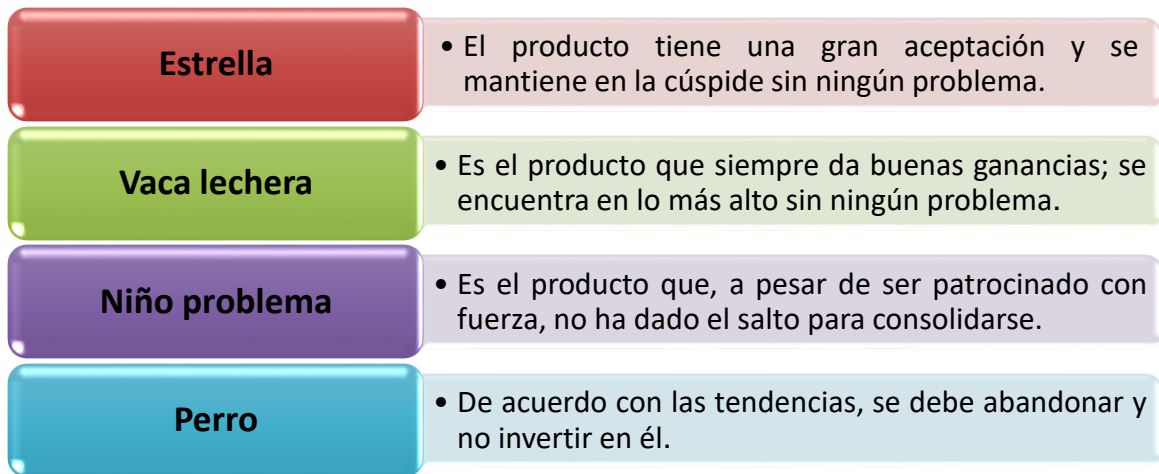 Estrella
• El producto tiene una gran aceptación y se
mantiene en la cúspide sin ningún problema.
Vaca lechera
• Es el producto que siempre da buenas ganancias; se
encuentra en lo más alto sin ningún problema.
Niño problema
• Es el producto que, a pesar de ser patrocinado con
fuerza, no ha dado el salto para consolidarse.
Perro
• De acuerdo con las tendencias, se debe abandonar y
no invertir en él.